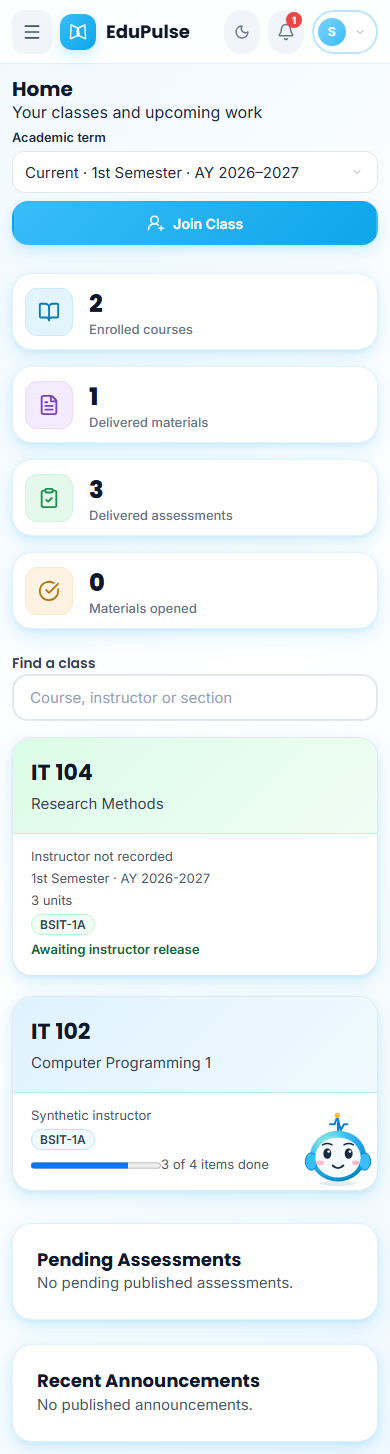 EduPulse
1
S
Home
Your classes and upcoming work
Academic term
Current · 1st Semester · AY 2026–2027
Join Class
2
Enrolled courses
1
Delivered materials
3
Delivered assessments
0
Materials opened
Find a class
Course, instructor or section
IT 104
Research Methods
Instructor not recorded
1st Semester · AY 2026-2027
3 units
BSIT-1A
Awaiting instructor release
IT 102
Computer Programming 1
Synthetic instructor
BSIT-1A
3 of 4 items done
Pending Assessments
No pending published assessments.
Recent Announcements
No published announcements.